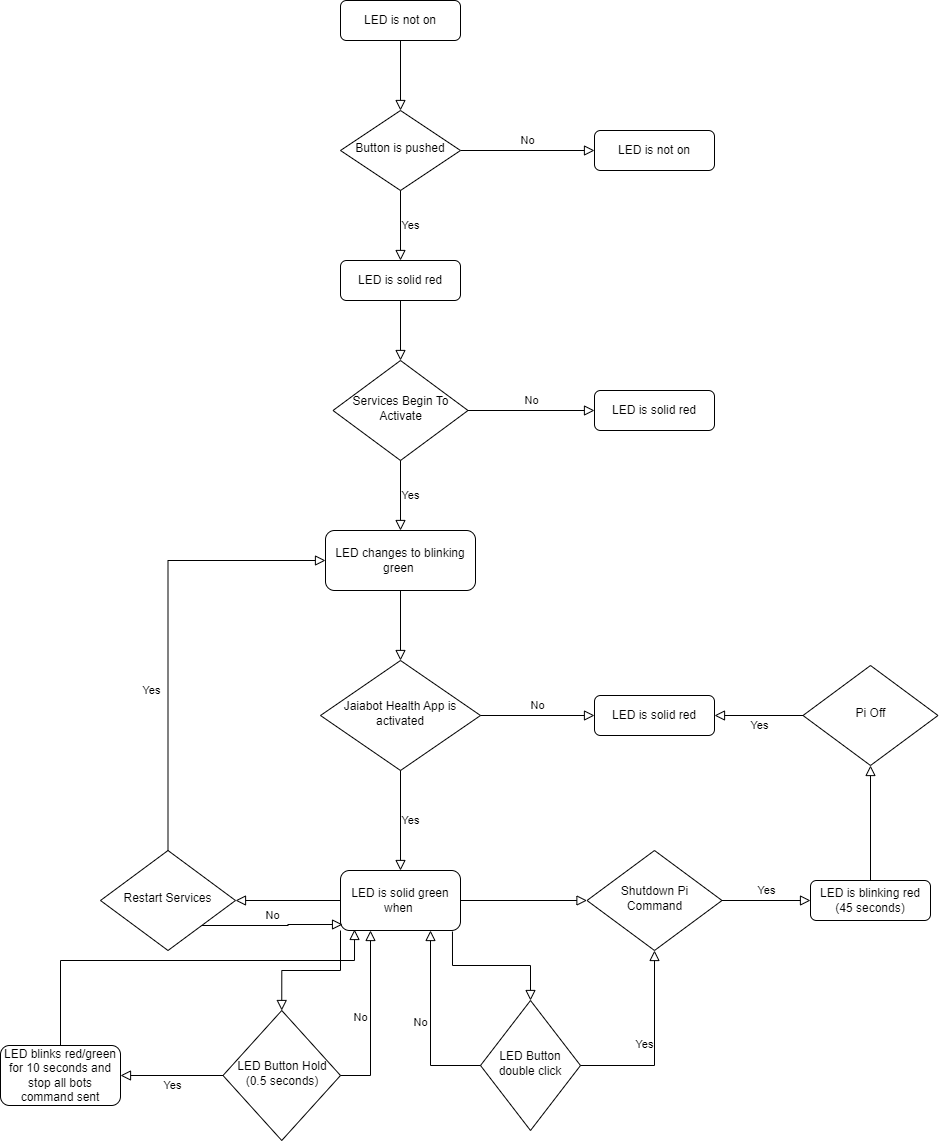 LED is not on
Button is pushed
No
LED is not on
Yes
LED is solid red
Services Begin To
Activate
No
LED is solid red
Yes
LED changes to blinking
green
Yes
Jaiabot Health App is
activated
No
LED is solid red
Yes
Pi Off
Yes
Restart Services
No
LED is solid green
when
Shutdown Pi
Command
Yes
LED is blinking red
(45 seconds)
LED blinks red/green
for 10 seconds and
stop all bots
command sent
Yes
LED Button Hold
(0.5 seconds)
No
No
LED Button
double click
Yes